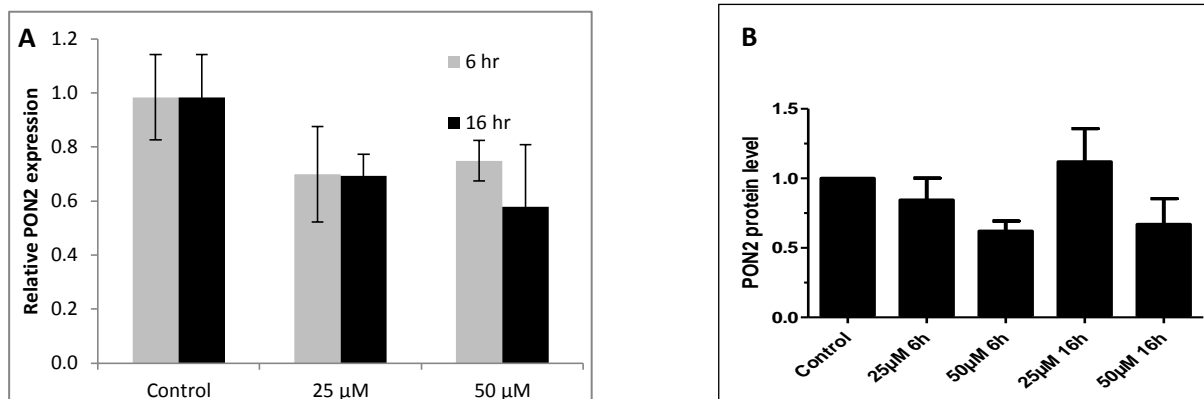 A
1.2
1.0
0.8
0.6
0.4
0.2
0.0
Relative PON2 expression
6 hr
16 hr
Control 25 µM 50 µM
B
1.5
1.0
0.5
0.0
PON2 protein level
Control 25µM 6h 50µM 6h 25µM 16h 50µM 16h